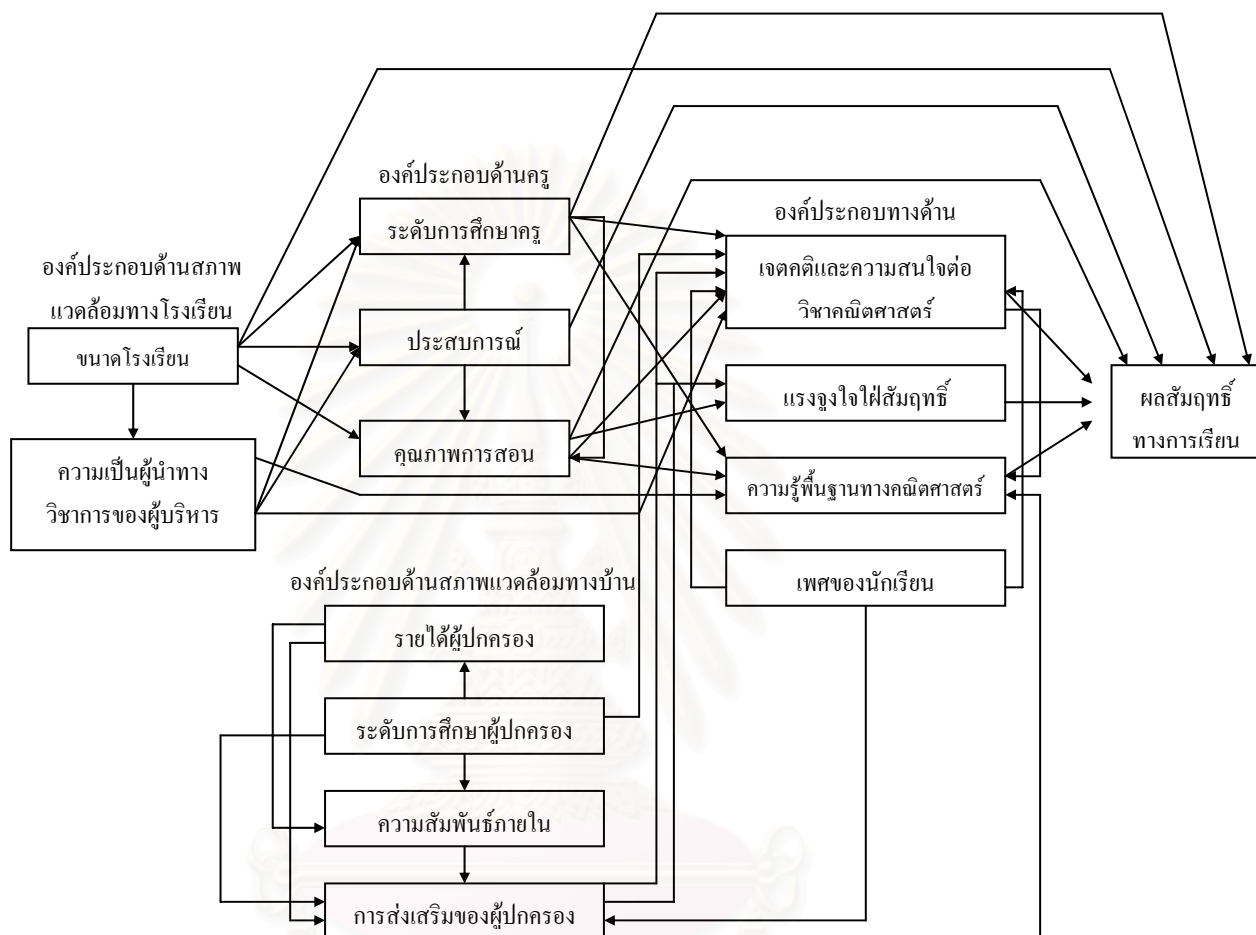 องค์ประกอบด้านครู
ระดับการศึกษาครู
องค์ประกอบทางด้าน
องค์ประกอบด้านสภาพ
แวดล้อมทางโรงเรียน
เจตคติและความสนใจต่อ
วิชาคณิตศาสตร์
ขนาดโรงเรียน
ประสบการณ์
แรงจูงใจใฝ่สัมฤทธิ์
ผลสัมฤทธิ์
ทางการเรียน
ความเป็นผู้นำทาง
วิชาการของผู้บริหาร
คุณภาพการสอน
ความรู้พื้นฐานทางคณิตศาสตร์
องค์ประกอบด้านสภาพแวดล้อมทางบ้าน
เพศของนักเรียน
รายได้ผู้ปกครอง
ระดับการศึกษาผู้ปกครอง
ความสัมพันธ์ภายใน
การส่งเสริมของผู้ปกครอง